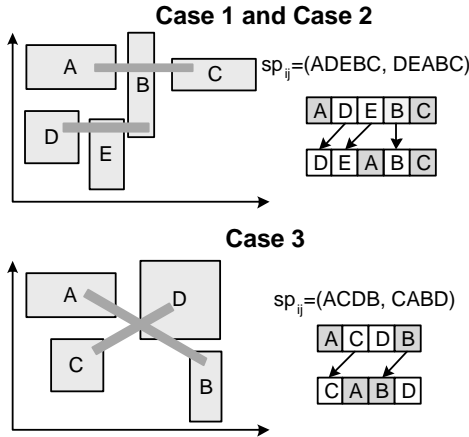 Case 1 and Case 2
A
B
C
D
E
sp_ij=(ADEBC, DEABC)
A D E B C
D E A B C
Case 3
A
D
C
B
sp_ij=(ACDB, CABD)
A C D B
C A B D